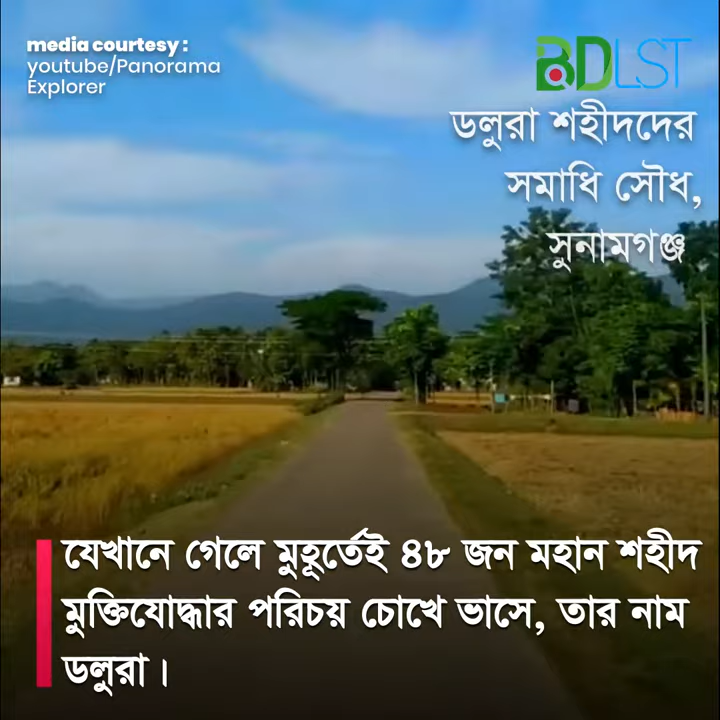 media courtesy :
youtube/Panorama
Explorer
BDLST
ডলুরা শহীদদের
সমাধি সৌধ,
সুনামগঞ্জ
যেখানে গেলে মুহূর্তেই ৪৮ জন মহান শহীদ
মুক্তিযোদ্ধার পরিচয় চোখে ভাসে, তার নাম
ডলুরা।